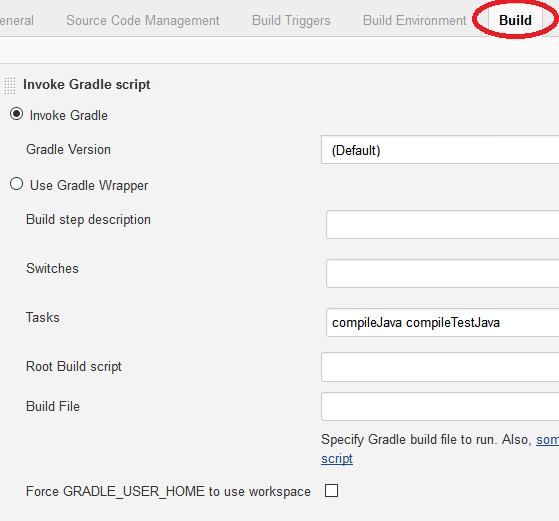 eneral Source Code Management Build Triggers Build Environment Build
Invoke Gradle script
Invoke Gradle
Gradle Version (Default)
Use Gradle Wrapper
Build step description
Switches
Tasks compileJava compileTestJava
Root Build script
Build File
Specify Gradle build file to run. Also, som
script
Force GRADLE_USER_HOME to use workspace